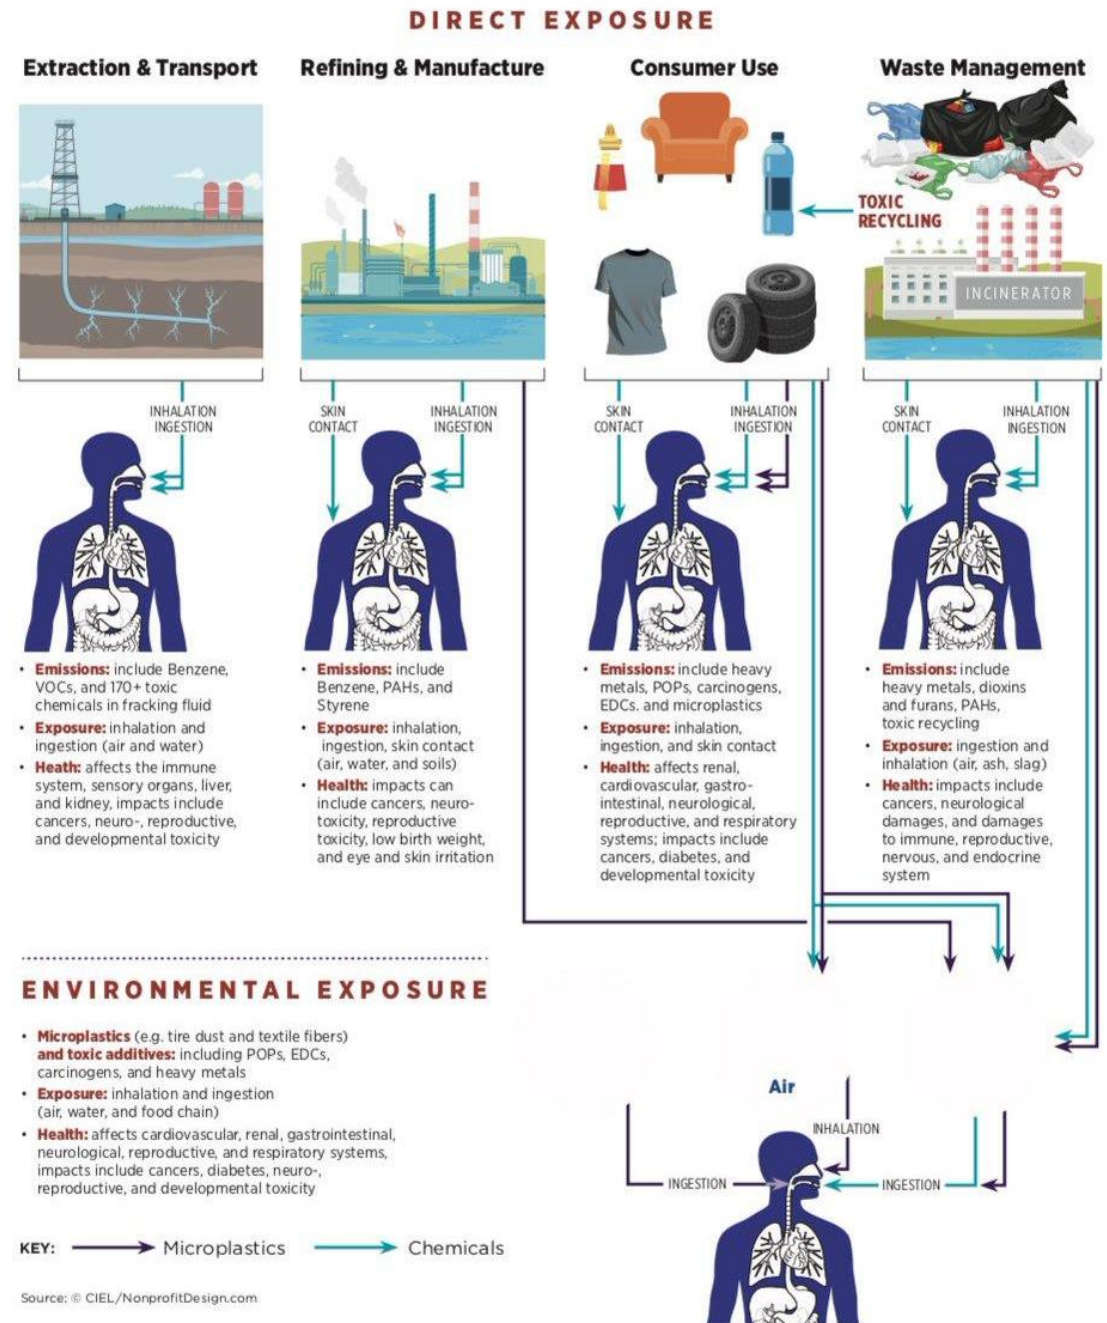 DIRECT EXPOSURE
Extraction & Transport
Refining & Manufacture
Consumer Use
Waste Management
TOXIC
RECYCLING
INCINERATOR
INHALATION
INGESTION
SKIN
CONTACT
INHALATION
INGESTION
SKIN
CONTACT
INHALATION
INGESTION
SKIN
CONTACT
INHALATION
INGESTION
• Emissions: include Benzene,
VOCs, and 170+ toxic
chemicals in fracking fluid
• Exposure: inhalation and
ingestion (air and water)
• Heath: affects the immune
system, sensory organs, liver,
and kidney, impacts include
cancers, neuro-, reproductive,
and developmental toxicity
• Emissions: include
Benzene, PAHs, and
Styrene
• Exposure: inhalation,
ingestion, skin contact
(air, water, and soils)
• Health: impacts can
include cancers, neuro-
toxicity, reproductive
toxicity, low birth weight,
and eye and skin irritation
• Emissions: include heavy
metals, POPs, carcinogens,
EDCs. and microplastics
• Exposure: inhalation,
ingestion, and skin contact
• Health: affects renal,
cardiovascular, gastro-
intestinal, neurological,
reproductive, and respiratory
systems; impacts include
cancers, diabetes, and
developmental toxicity
• Emissions: include
heavy metals, dioxins
and furans, PAHs,
toxic recycling
• Exposure: ingestion and
inhalation (air, ash, slag)
• Health: impacts include
cancers, neurological
damages, and damages
to immune, reproductive,
nervous, and endocrine
system
ENVIRONMENTAL EXPOSURE
• Microplastics (e.g. tire dust and textile fibers)
and toxic additives: including POPs, EDCs,
carcinogens, and heavy metals
• Exposure: inhalation and ingestion
(air, water, and food chain)
• Health: affects cardiovascular, renal, gastrointestinal,
neurological, reproductive, and respiratory systems,
impacts include cancers, diabetes, neuro-,
reproductive, and developmental toxicity
Air
INHALATION
INGESTION
INGESTION
KEY: Microplastics Chemicals
Source: © CIEL/NonprofitDesign.com